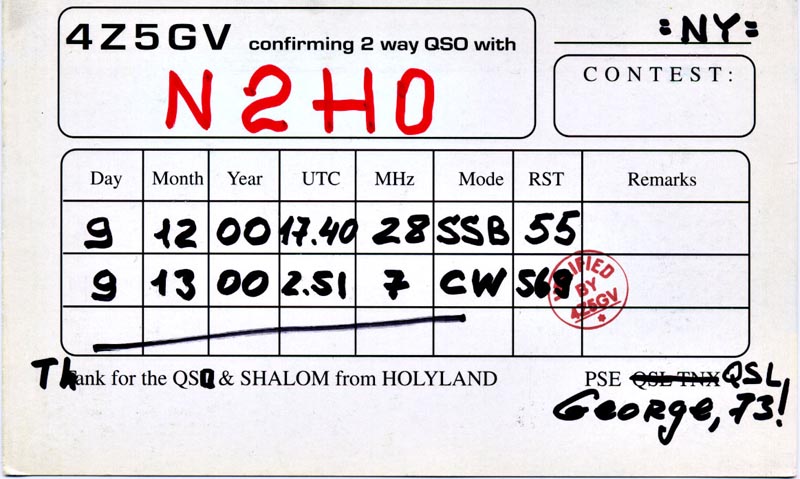 4Z5GV confirming 2 way QSO with
=NY=
N2HO
CONTEST:
Day Month Year UTC MHz Mode RST Remarks
9 12 00 17.40 28 SSB 55
9 13 00 2.51 7 CW 569
VERIFIED BY 4Z5GV *
Thank for the QSO & SHALOM from HOLYLAND
PSE QSL TNX QSL
George, 73!